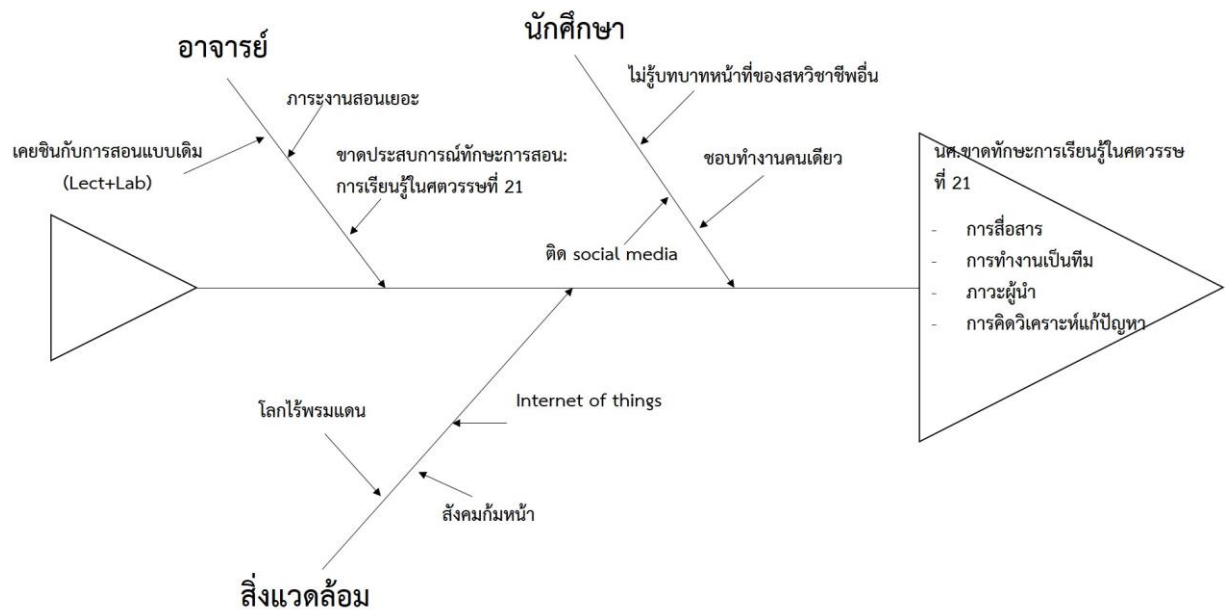 อาจารย์
นักศึกษา
ภาระงานสอนเยอะ
เคยชินกับการสอนแบบเดิม
(Lect+Lab)
ขาดประสบการณ์ทักษะการสอน:
การเรียนรู้ในศตวรรษที่ 21
ไม่รู้บทบาทหน้าที่ของสหวิชาชีพอื่น
ชอบทำงานคนเดียว
ติด social media
นศ.ขาดทักษะการเรียนรู้ในศตวรรษ
ที่ 21
- การสื่อสาร
- การทำงานเป็นทีม
- ภาวะผู้นำ
- การคิดวิเคราะห์แก้ปัญหา
โลกไร้พรมแดน
Internet of things
สังคมก้มหน้า
สิ่งแวดล้อม